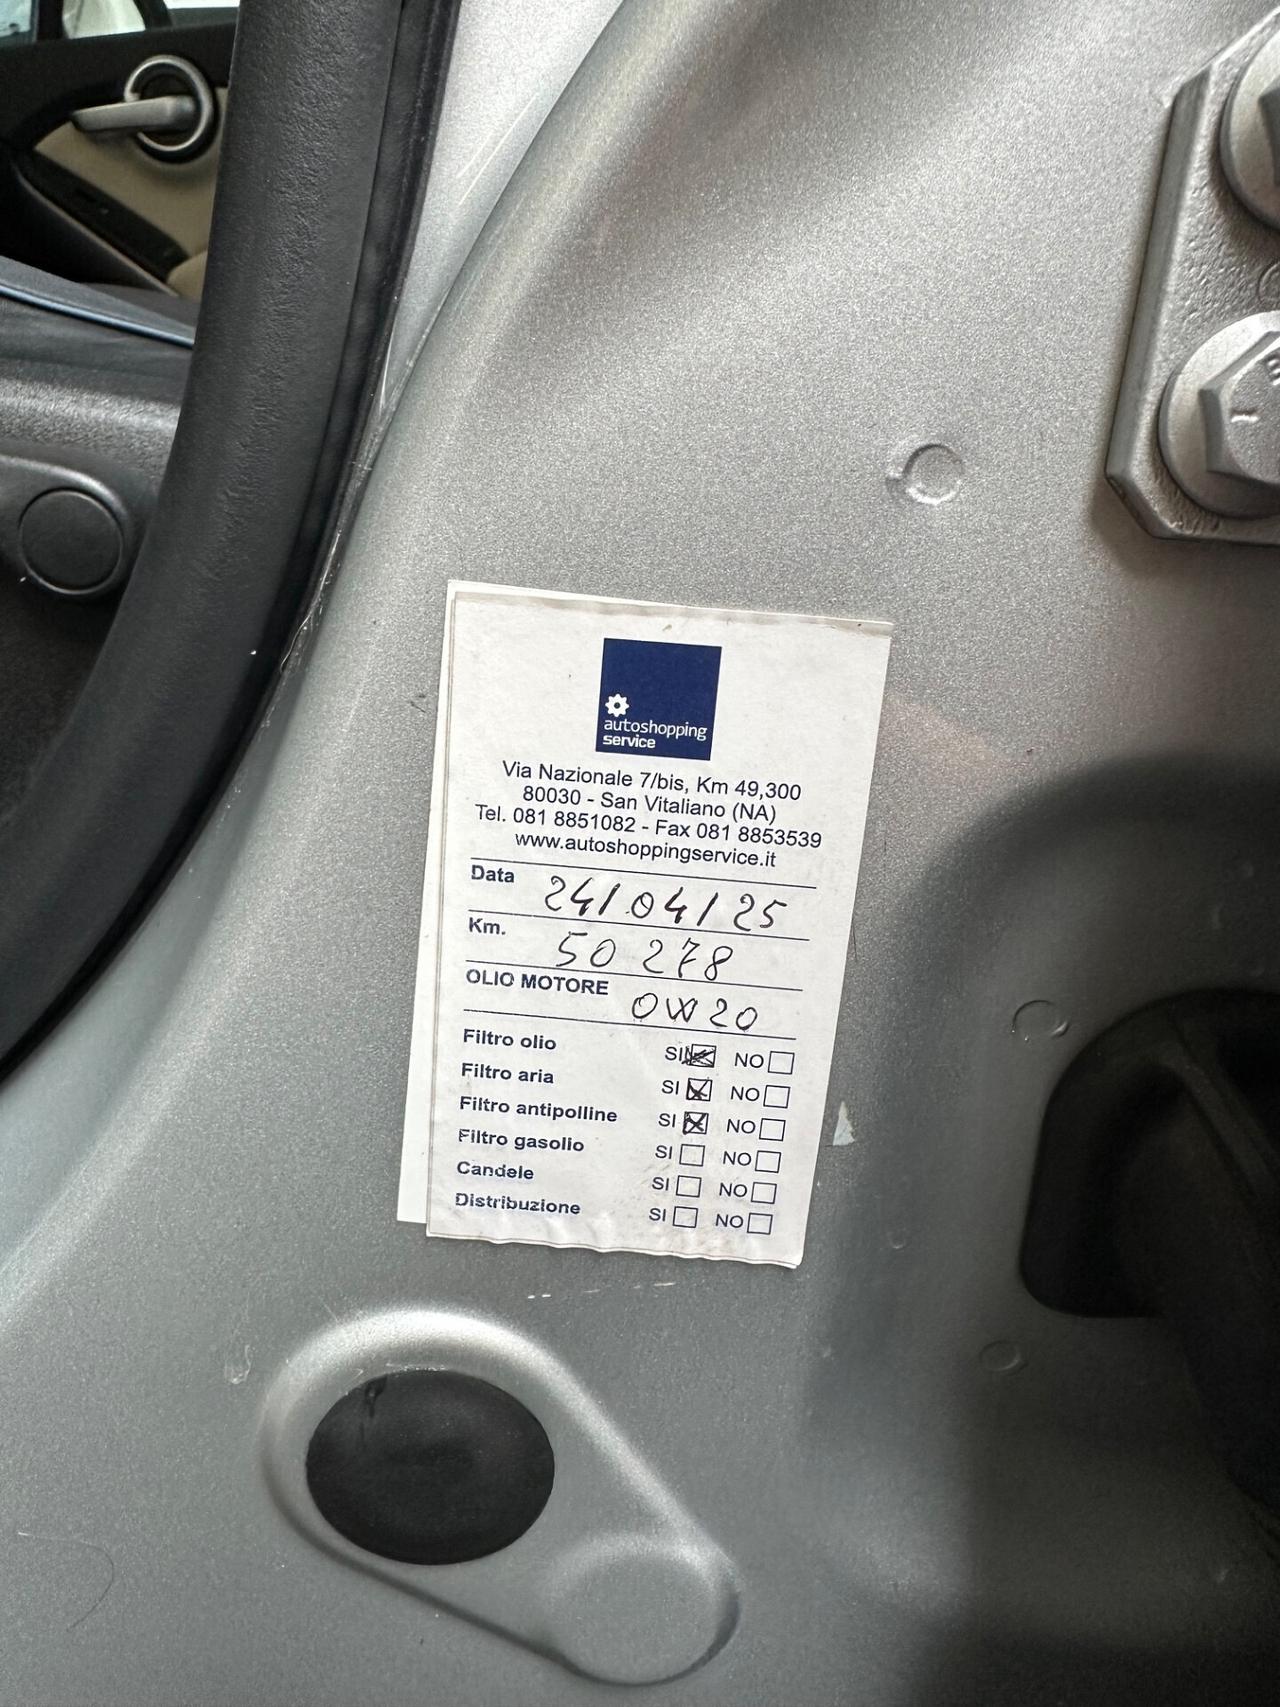 autoshopping
service
Via Nazionale 7/bis, Km 49,300
80030 - San Vitaliano (NA)
Tel. 081 8851082 - Fax 081 8853539
www.autoshoppingservice.it
Data 24/04/25
Km. 50 278
OLIO MOTORE 0W20
Filtro olio SI NO
Filtro aria SI NO
Filtro antipolline SI NO
Filtro gasolio SI NO
Candele SI NO
Distribuzione SI NO